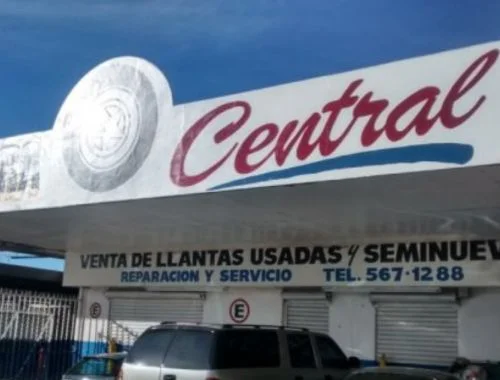 Central
VENTA DE LLANTAS USADAS Y SEMINUEV
REPARACION Y SERVICIO TEL. 567-1288
E
E